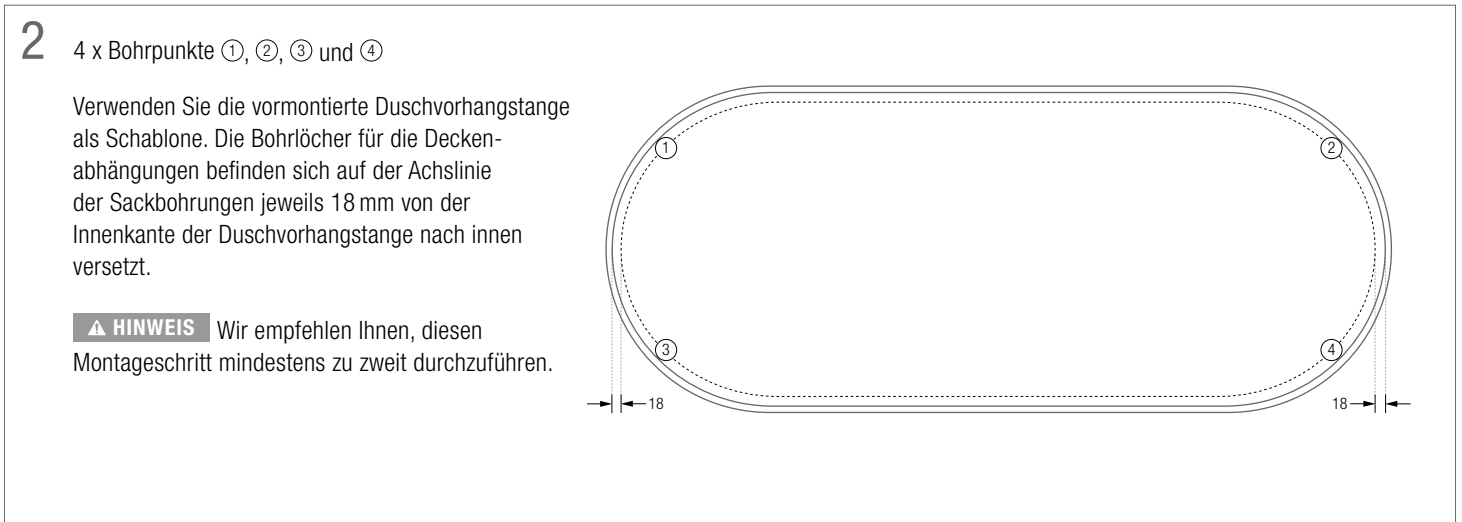 2
4 x Bohrpunkte ①, ②, ③ und ④
Verwenden Sie die vormontierte Duschvorhangstange
als Schablone. Die Bohrlöcher für die Decken-
abhängungen befinden sich auf der Achslinie
der Sackbohrungen jeweils 18 mm von der
Innenkante der Duschvorhangstange nach innen
versetzt.
HINWEIS Wir empfehlen Ihnen, diesen
Montageschritt mindestens zu zweit durchzuführen.
①
②
③
④
18
18